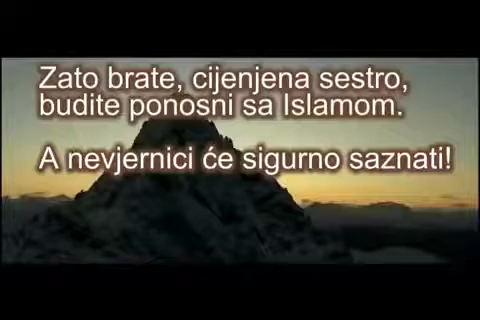 Zato brate, cijenjena sestro,
budite ponosni sa Islamom.
A nevjernici će sigurno saznati!